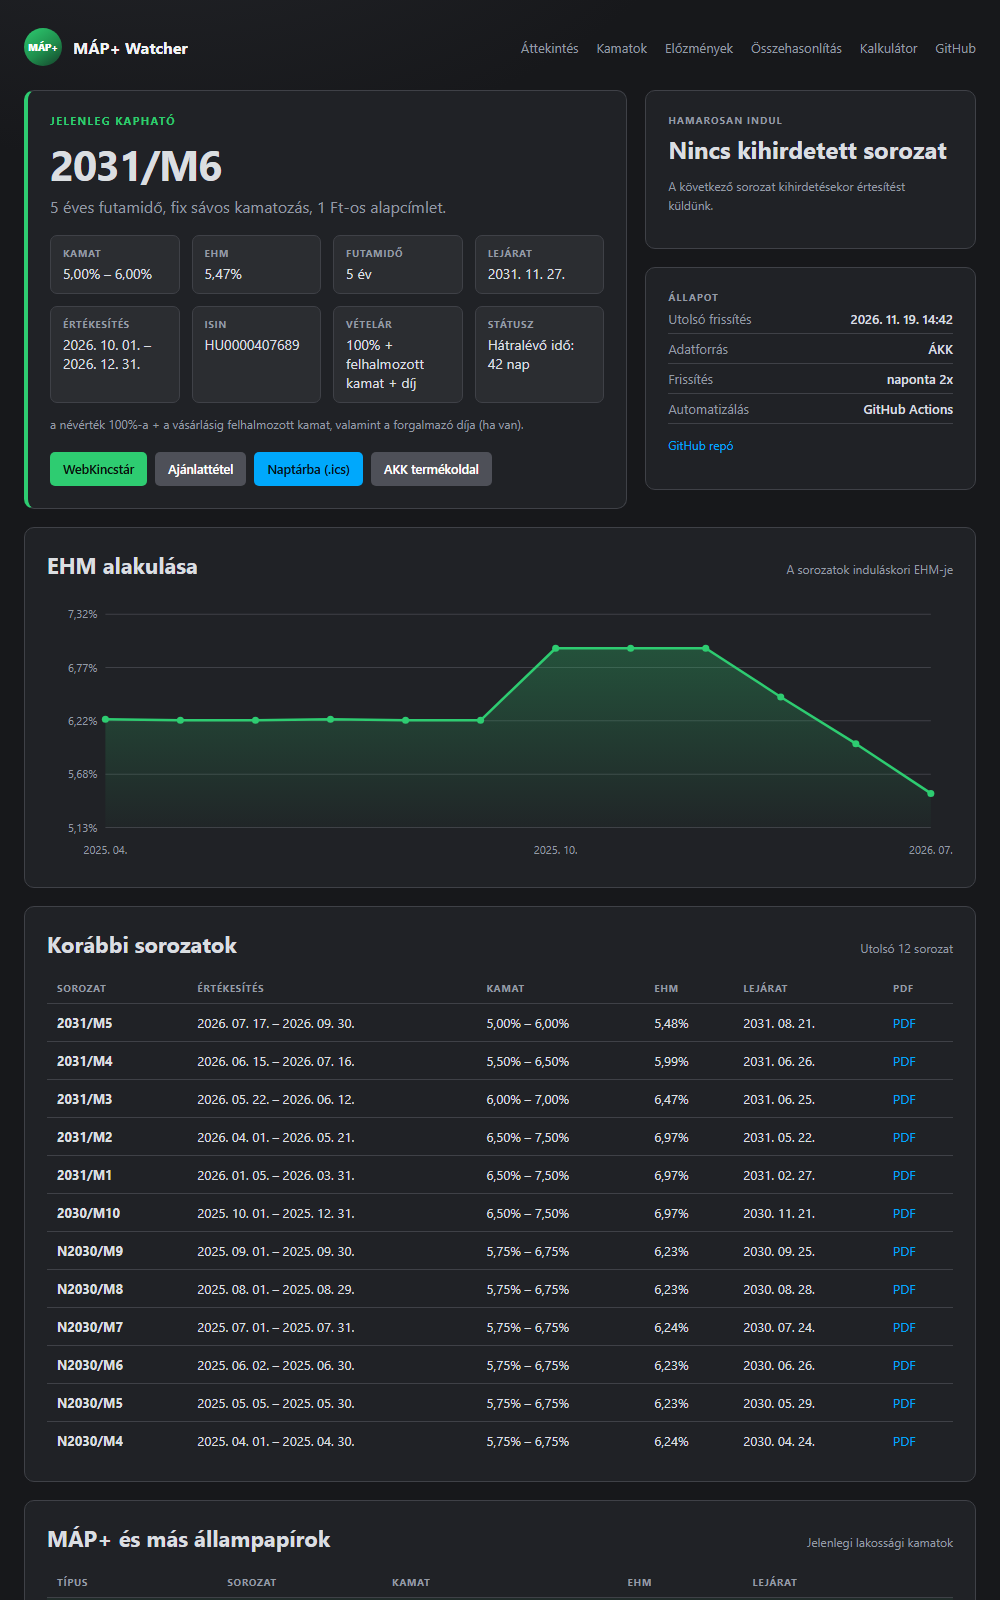 MÁP+ MÁP+ Watcher Áttekintés Kamatok Előzmények Összehasonlítás Kalkulátor GitHub
JELENLEG KAPHATÓ
2031/M6
5 éves futamidő, fix sávos kamatozás, 1 Ft-os alapcímlet.
KAMAT
5,00% – 6,00%
EHM
5,47%
FUTAMIDŐ
5 év
LEJÁRAT
2031. 11. 27.
ÉRTÉKESÍTÉS
2026. 10. 01. –
2026. 12. 31.
ISIN
HU0000407689
VÉTELÁR
100% +
felhalmozott
kamat + díj
STÁTUSZ
Hátralévő idő:
42 nap
a névérték 100%-a + a vásárlásig felhalmozott kamat, valamint a forgalmazó díja (ha van).
WebKincstár Ajánlattétel Naptárba (.ics) AKK termékoldal
HAMAROSAN INDUL
Nincs kihirdetett sorozat
A következő sorozat kihirdetésekor értesítést
küldünk.
ÁLLAPOT
Utolsó frissítés 2026. 11. 19. 14:42
Adatforrás ÁKK
Frissítés naponta 2x
Automatizálás GitHub Actions
GitHub repó
EHM alakulása A sorozatok induláskori EHM-je
7,32%
6,77%
6,22%
5,68%
5,13%
2025. 04. 2025. 10. 2026. 07.
Korábbi sorozatok Utolsó 12 sorozat
SOROZAT ÉRTÉKESÍTÉS KAMAT EHM LEJÁRAT PDF
2031/M5 2026. 07. 17. – 2026. 09. 30. 5,00% – 6,00% 5,48% 2031. 08. 21. PDF
2031/M4 2026. 06. 15. – 2026. 07. 16. 5,50% – 6,50% 5,99% 2031. 06. 26. PDF
2031/M3 2026. 05. 22. – 2026. 06. 12. 6,00% – 7,00% 6,47% 2031. 06. 25. PDF
2031/M2 2026. 04. 01. – 2026. 05. 21. 6,50% – 7,50% 6,97% 2031. 05. 22. PDF
2031/M1 2026. 01. 05. – 2026. 03. 31. 6,50% – 7,50% 6,97% 2031. 02. 27. PDF
2030/M10 2025. 10. 01. – 2025. 12. 31. 6,50% – 7,50% 6,97% 2030. 11. 21. PDF
N2030/M9 2025. 09. 01. – 2025. 09. 30. 5,75% – 6,75% 6,23% 2030. 09. 25. PDF
N2030/M8 2025. 08. 01. – 2025. 08. 29. 5,75% – 6,75% 6,23% 2030. 08. 28. PDF
N2030/M7 2025. 07. 01. – 2025. 07. 31. 5,75% – 6,75% 6,24% 2030. 07. 24. PDF
N2030/M6 2025. 06. 02. – 2025. 06. 30. 5,75% – 6,75% 6,23% 2030. 06. 26. PDF
N2030/M5 2025. 05. 05. – 2025. 05. 30. 5,75% – 6,75% 6,23% 2030. 05. 29. PDF
N2030/M4 2025. 04. 01. – 2025. 04. 30. 5,75% – 6,75% 6,24% 2030. 04. 24. PDF
MÁP+ és más állampapírok Jelenlegi lakossági kamatok
TÍPUS SOROZAT KAMAT EHM LEJÁRAT